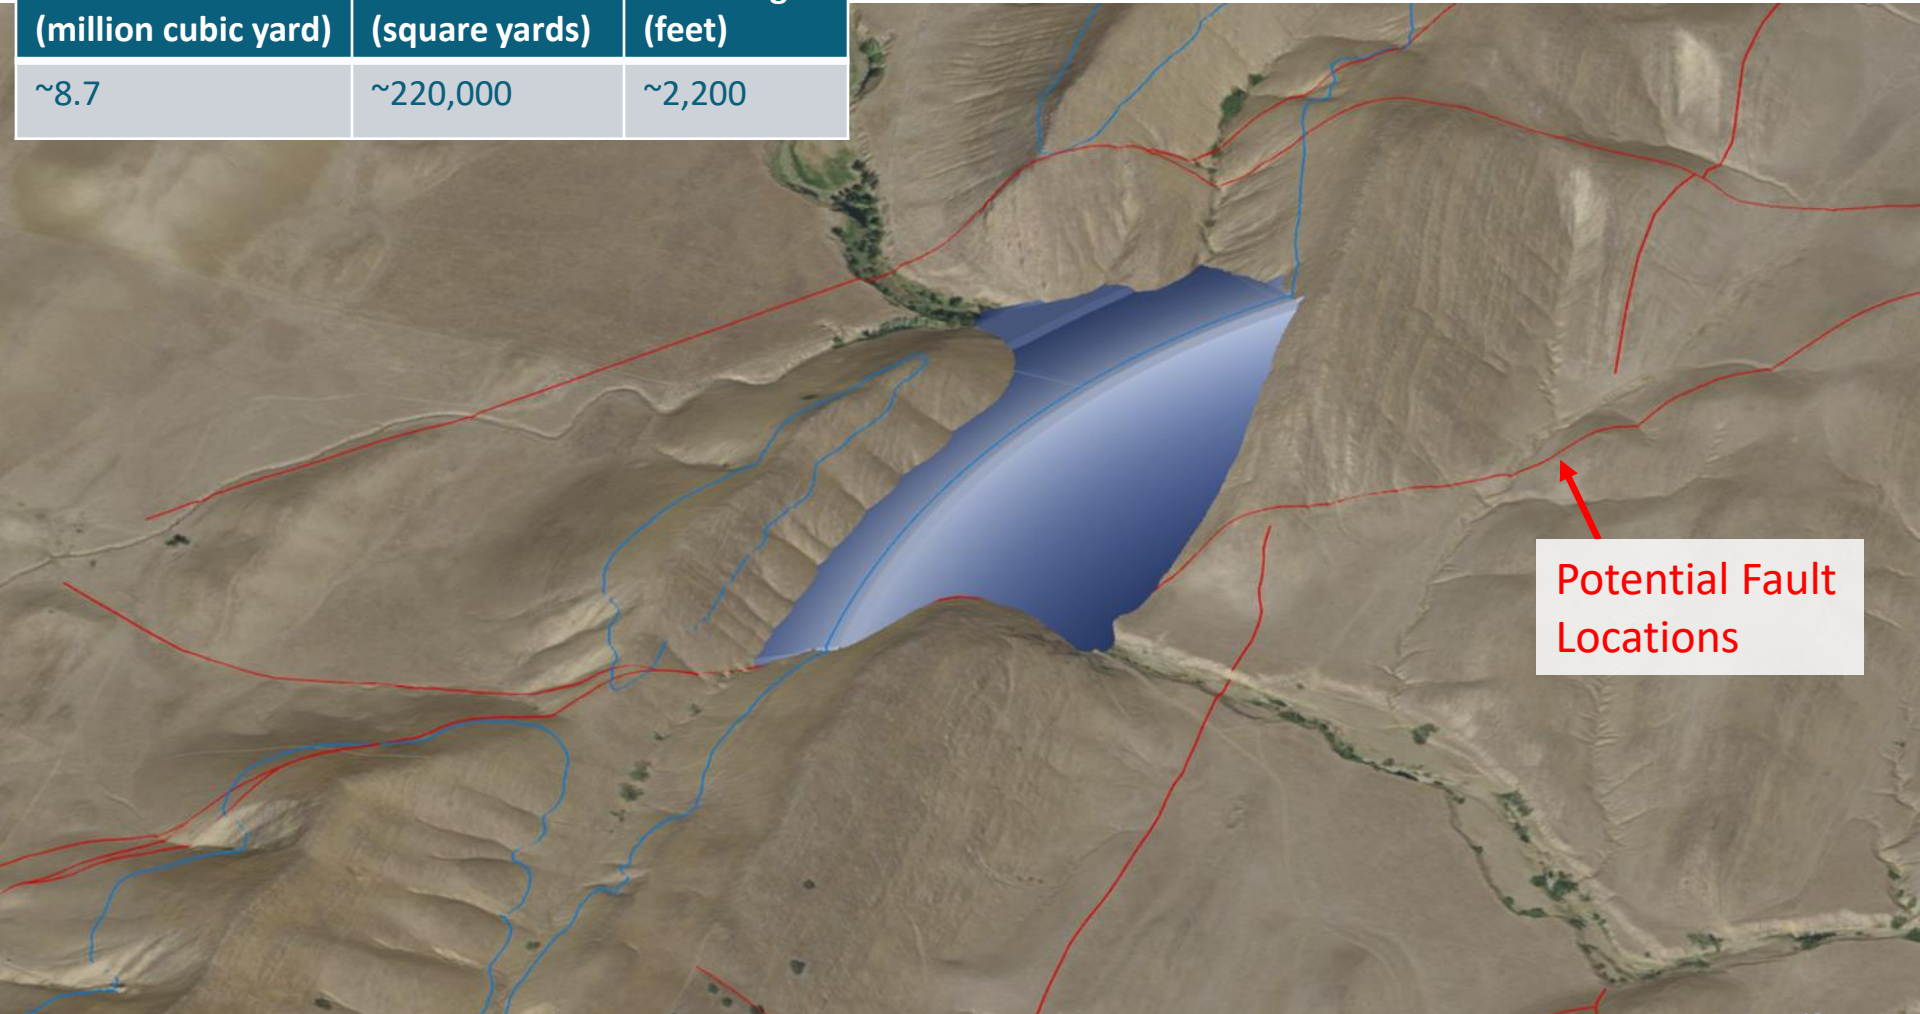 (million cubic yard) (square yards) (feet)
~8.7 ~220,000 ~2,200
Potential Fault
Locations